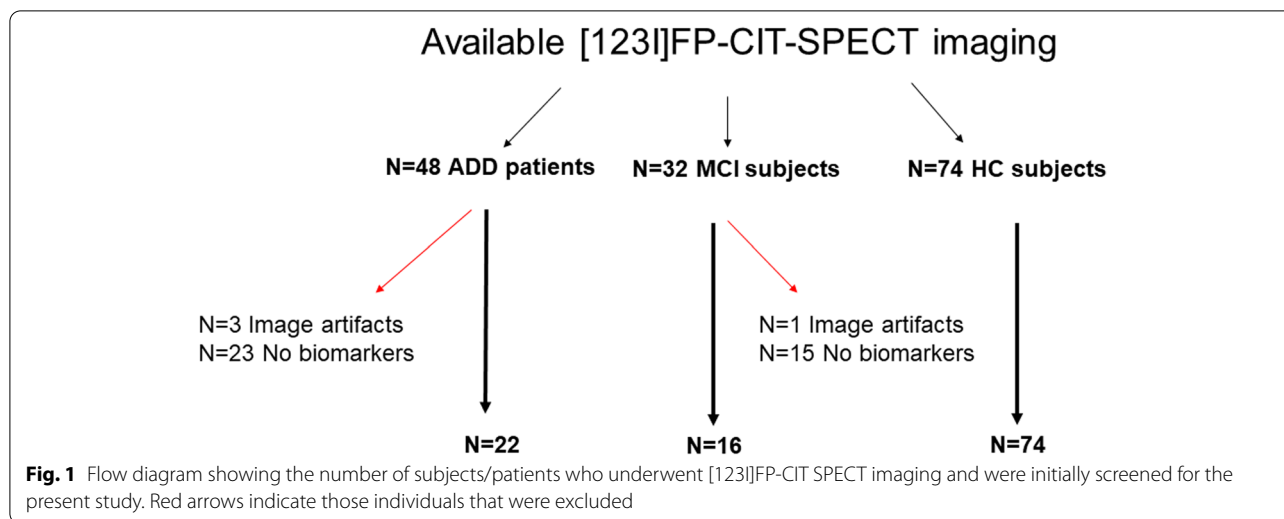 Available [123I]FP-CIT-SPECT imaging
N=48 ADD patients
N=32 MCI subjects
N=74 HC subjects
N=3 Image artifacts
N=23 No biomarkers
N=1 Image artifacts
N=15 No biomarkers
N=22
N=16
N=74
Fig. 1 Flow diagram showing the number of subjects/patients who underwent [123I]FP-CIT SPECT imaging and were initially screened for the
present study. Red arrows indicate those individuals that were excluded